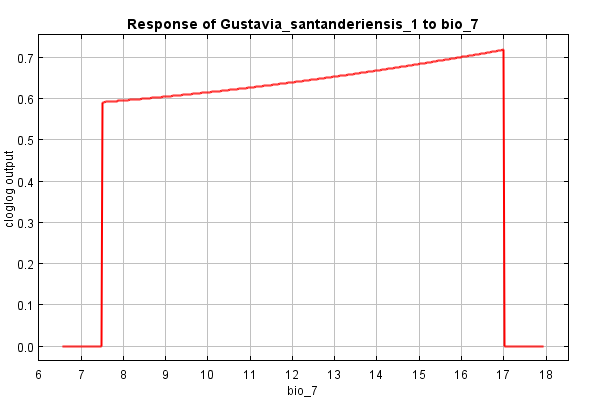 Response of Gustavia_santanderiensis_1 to bio_7
cloglog output
0.7
0.6
0.5
0.4
0.3
0.2
0.1
0.0
6 7 8 9 10 11 12 13 14 15 16 17 18
bio_7